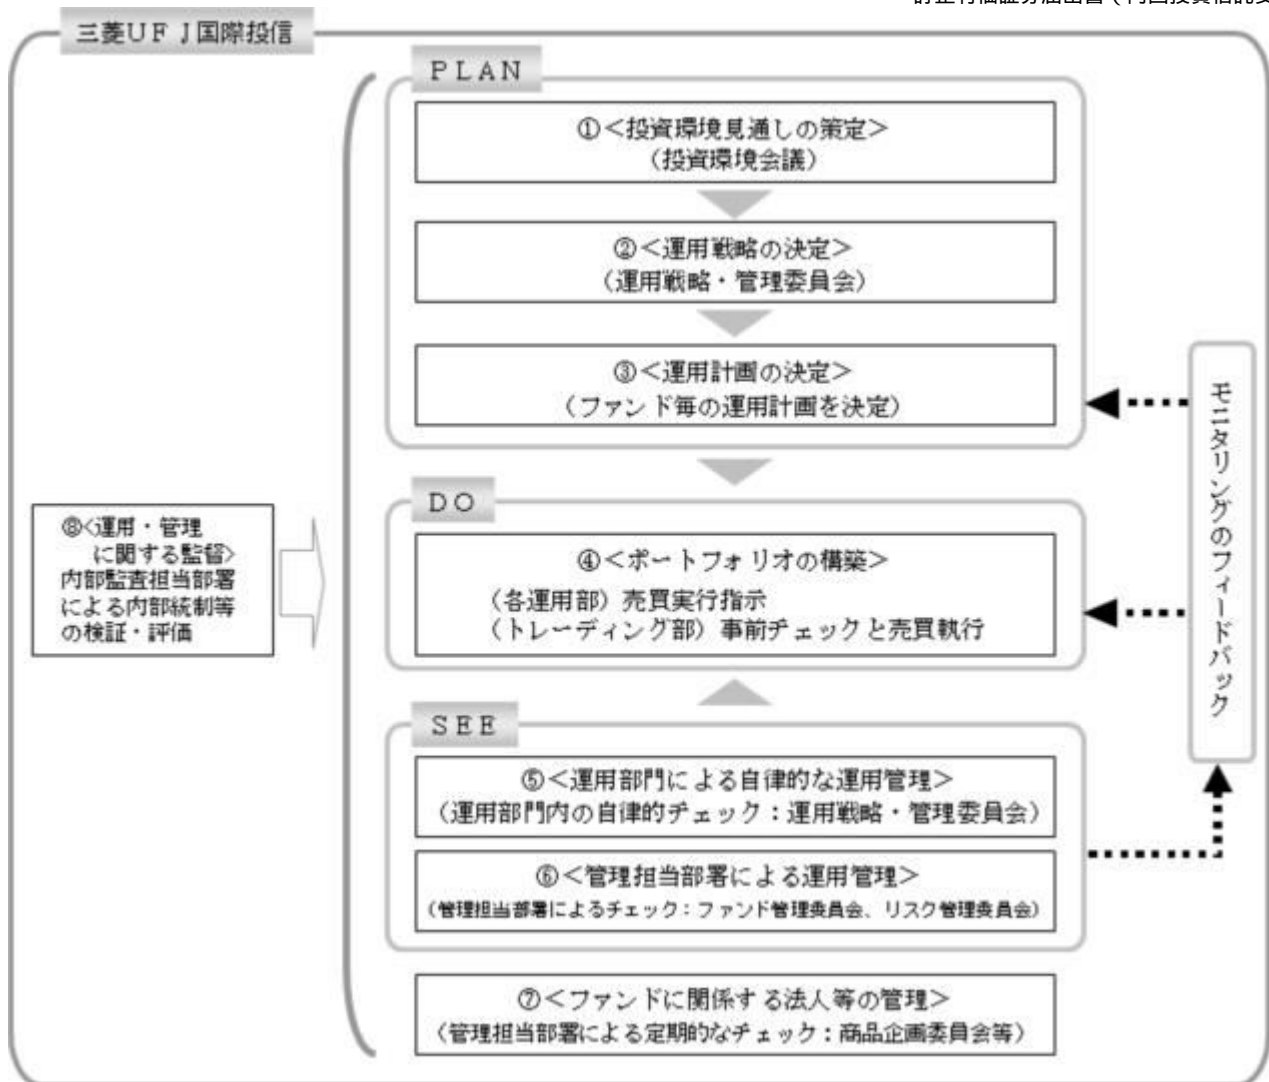 三菱ＵＦＪ国際投信
ＰＬＡＮ
①＜投資環境見通しの策定＞
（投資環境会議）
②＜運用戦略の決定＞
（運用戦略・管理委員会）
③＜運用計画の決定＞
（ファンド毎の運用計画を決定）
ＤＯ
④＜ポートフォリオの構築＞
（各運用部）売買実行指示
（トレーディング部）事前チェックと売買執行
ＳＥＥ
⑤＜運用部門による自律的な運用管理＞
（運用部門内の自律的チェック：運用戦略・管理委員会）
⑥＜管理担当部署による運用管理＞
（管理担当部署によるチェック：ファンド管理委員会、リスク管理委員会）
⑦＜ファンドに関係する法人等の管理＞
（管理担当部署による定期的なチェック：商品企画委員会等）
⑧＜運用・管理
に関する監督＞
内部監査担当部署
による内部統制等
の検証・評価
モニタリングのフィードバック